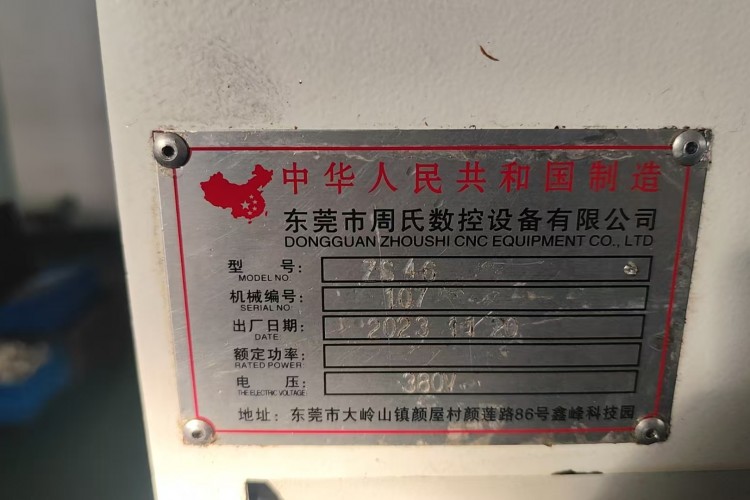 中华人民共和国制造
东莞市周氏数控设备有限公司
DONGGUAN ZHOUSHI CNC EQUIPMENT CO., LTD
型 号:
MODEL NO
机械编号: 107
SERIAL NO:
出厂日期: 2023 11 20
DATE
额定功率:
RATED POWER:
电 压: 380V
THE ELECTRIC VOLTAGE
地址: 东莞市大岭山镇颜屋村颜莲路86号鑫峰科技园